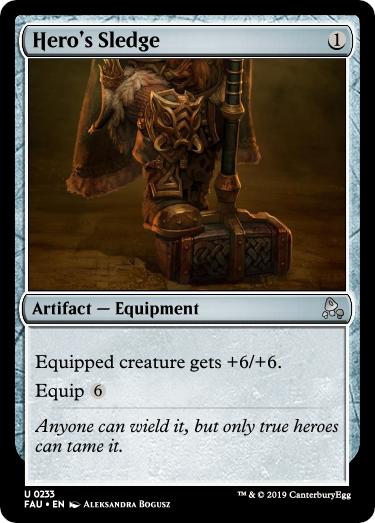 Hero's Sledge 1
Artifact — Equipment
Equipped creature gets +6/+6.
Equip 6
Anyone can wield it, but only true heroes
can tame it.
U 0233
FAU • EN Aleksandra Bogusz
™ & © 2019 CanterburyEgg